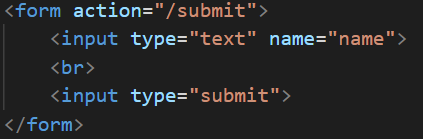 <form action="/submit">
    <input type="text" name="name">
    <br>
    <input type="submit">
</form>